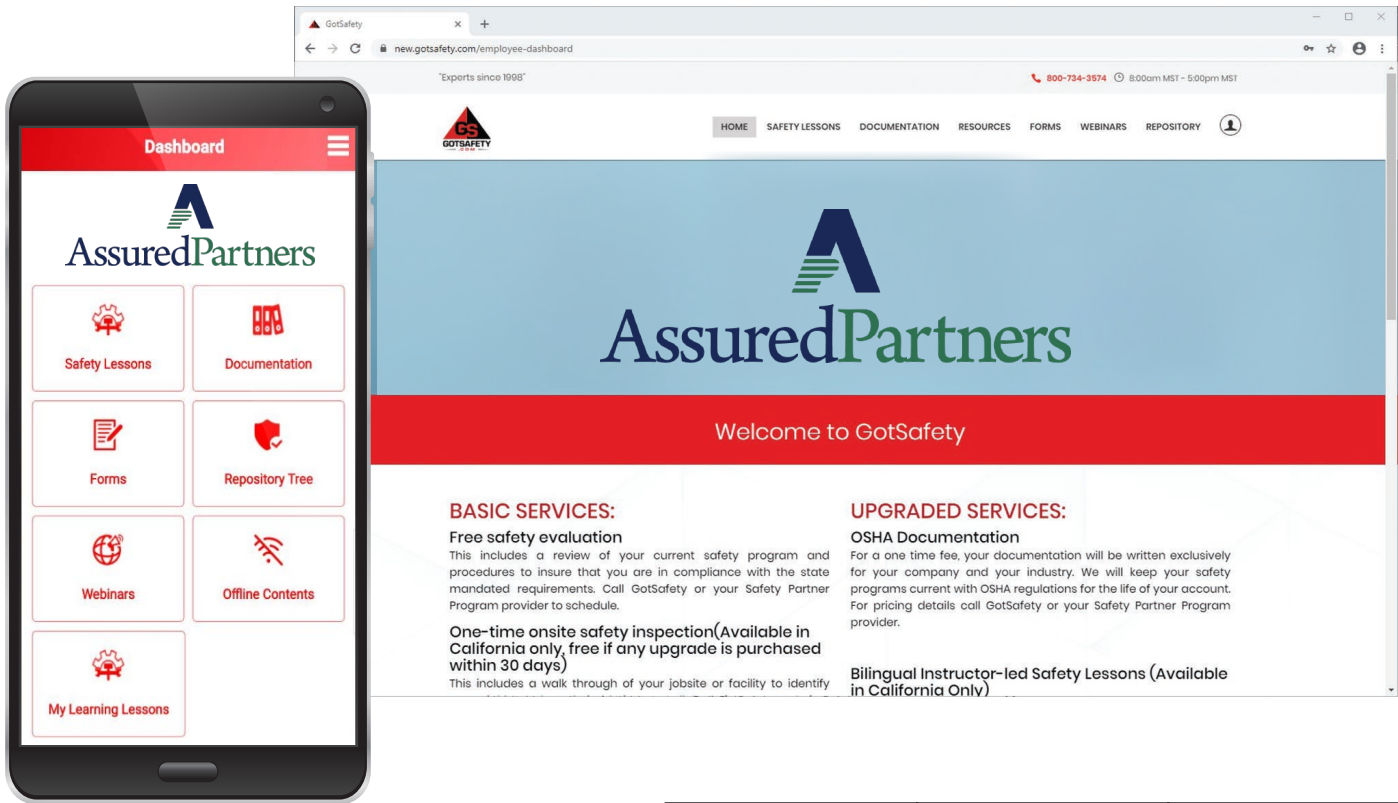 Dashboard
AssuredPartners
Safety Lessons
Documentation
Forms
Repository Tree
Webinars
Offline Contents
My Learning Lessons
GotSafety
new.gotsafety.com/employee-dashboard
"Experts since 1998"
800-734-3574 8:00am MST - 5:00pm MST
GS
GOTSAFETY
.COM
HOME SAFETY LESSONS DOCUMENTATION RESOURCES FORMS WEBINARS REPOSITORY
AssuredPartners
Welcome to GotSafety
BASIC SERVICES:
Free safety evaluation
This includes a review of your current safety program and
procedures to insure that you are in compliance with the state
mandated requirements. Call GotSafety or your Safety Partner
Program provider to schedule.
One-time onsite safety inspection(Available in
California only, free if any upgrade is purchased
within 30 days)
This includes a walk through of your jobsite or facility to identify
UPGRADED SERVICES:
OSHA Documentation
For a one time fee, your documentation will be written exclusively
for your company and your industry. We will keep your safety
programs current with OSHA regulations for the life of your account.
For pricing details call GotSafety or your Safety Partner Program
provider.
Bilingual Instructor-led Safety Lessons (Available
in California Only)